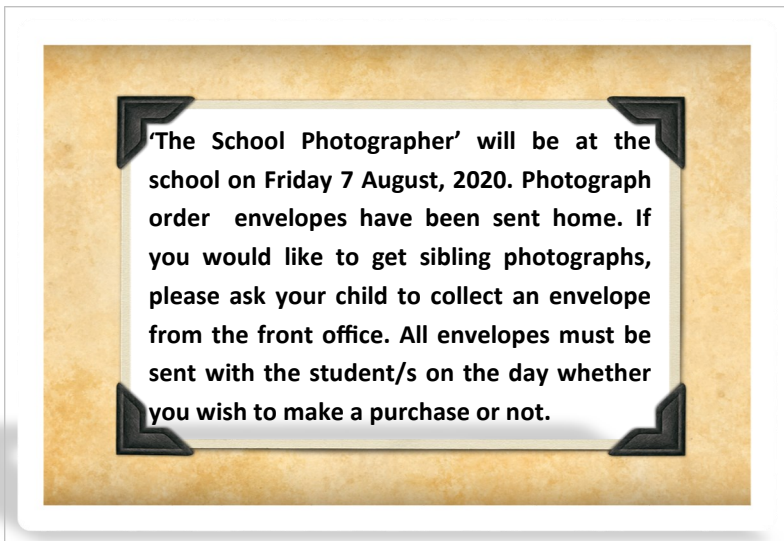 ‘The School Photographer’ will be at the
school on Friday 7 August, 2020. Photograph
order envelopes have been sent home. If
you would like to get sibling photographs,
please ask your child to collect an envelope
from the front office. All envelopes must be
sent with the student/s on the day whether
you wish to make a purchase or not.